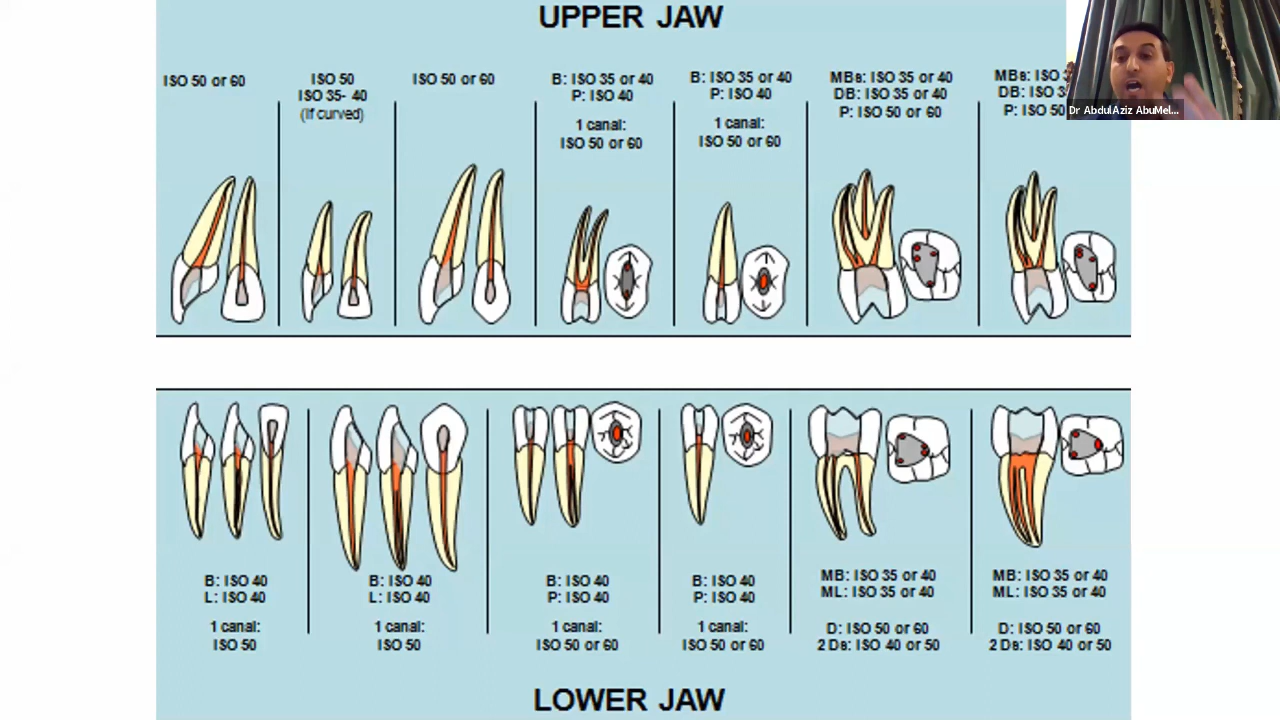 UPPER JAW
ISO 50 or 60
ISO 50
ISO 35- 40
(If curved)
ISO 50 or 60
B: ISO 35 or 40
P: ISO 40
1 canal:
ISO 50 or 60
B: ISO 35 or 40
P: ISO 40
1 canal:
ISO 50 or 60
MBs: ISO 35 or 40
DB: ISO 35 or 40
P: ISO 50 or 60
MBs: ISO
DB: ISO
P: ISO 50
Dr AbdulAziz AbuMel...
B: ISO 40
L: ISO 40
1 canal:
ISO 50
B: ISO 40
L: ISO 40
1 canal:
ISO 50
B: ISO 40
P: ISO 40
1 canal:
ISO 50 or 60
B: ISO 40
P: ISO 40
1 canal:
ISO 50 or 60
MB: ISO 35 or 40
ML: ISO 35 or 40
D: ISO 50 or 60
2 Ds: ISO 40 or 50
MB: ISO 35 or 40
ML: ISO 35 or 40
D: ISO 50 or 60
2 Ds: ISO 40 or 50
LOWER JAW